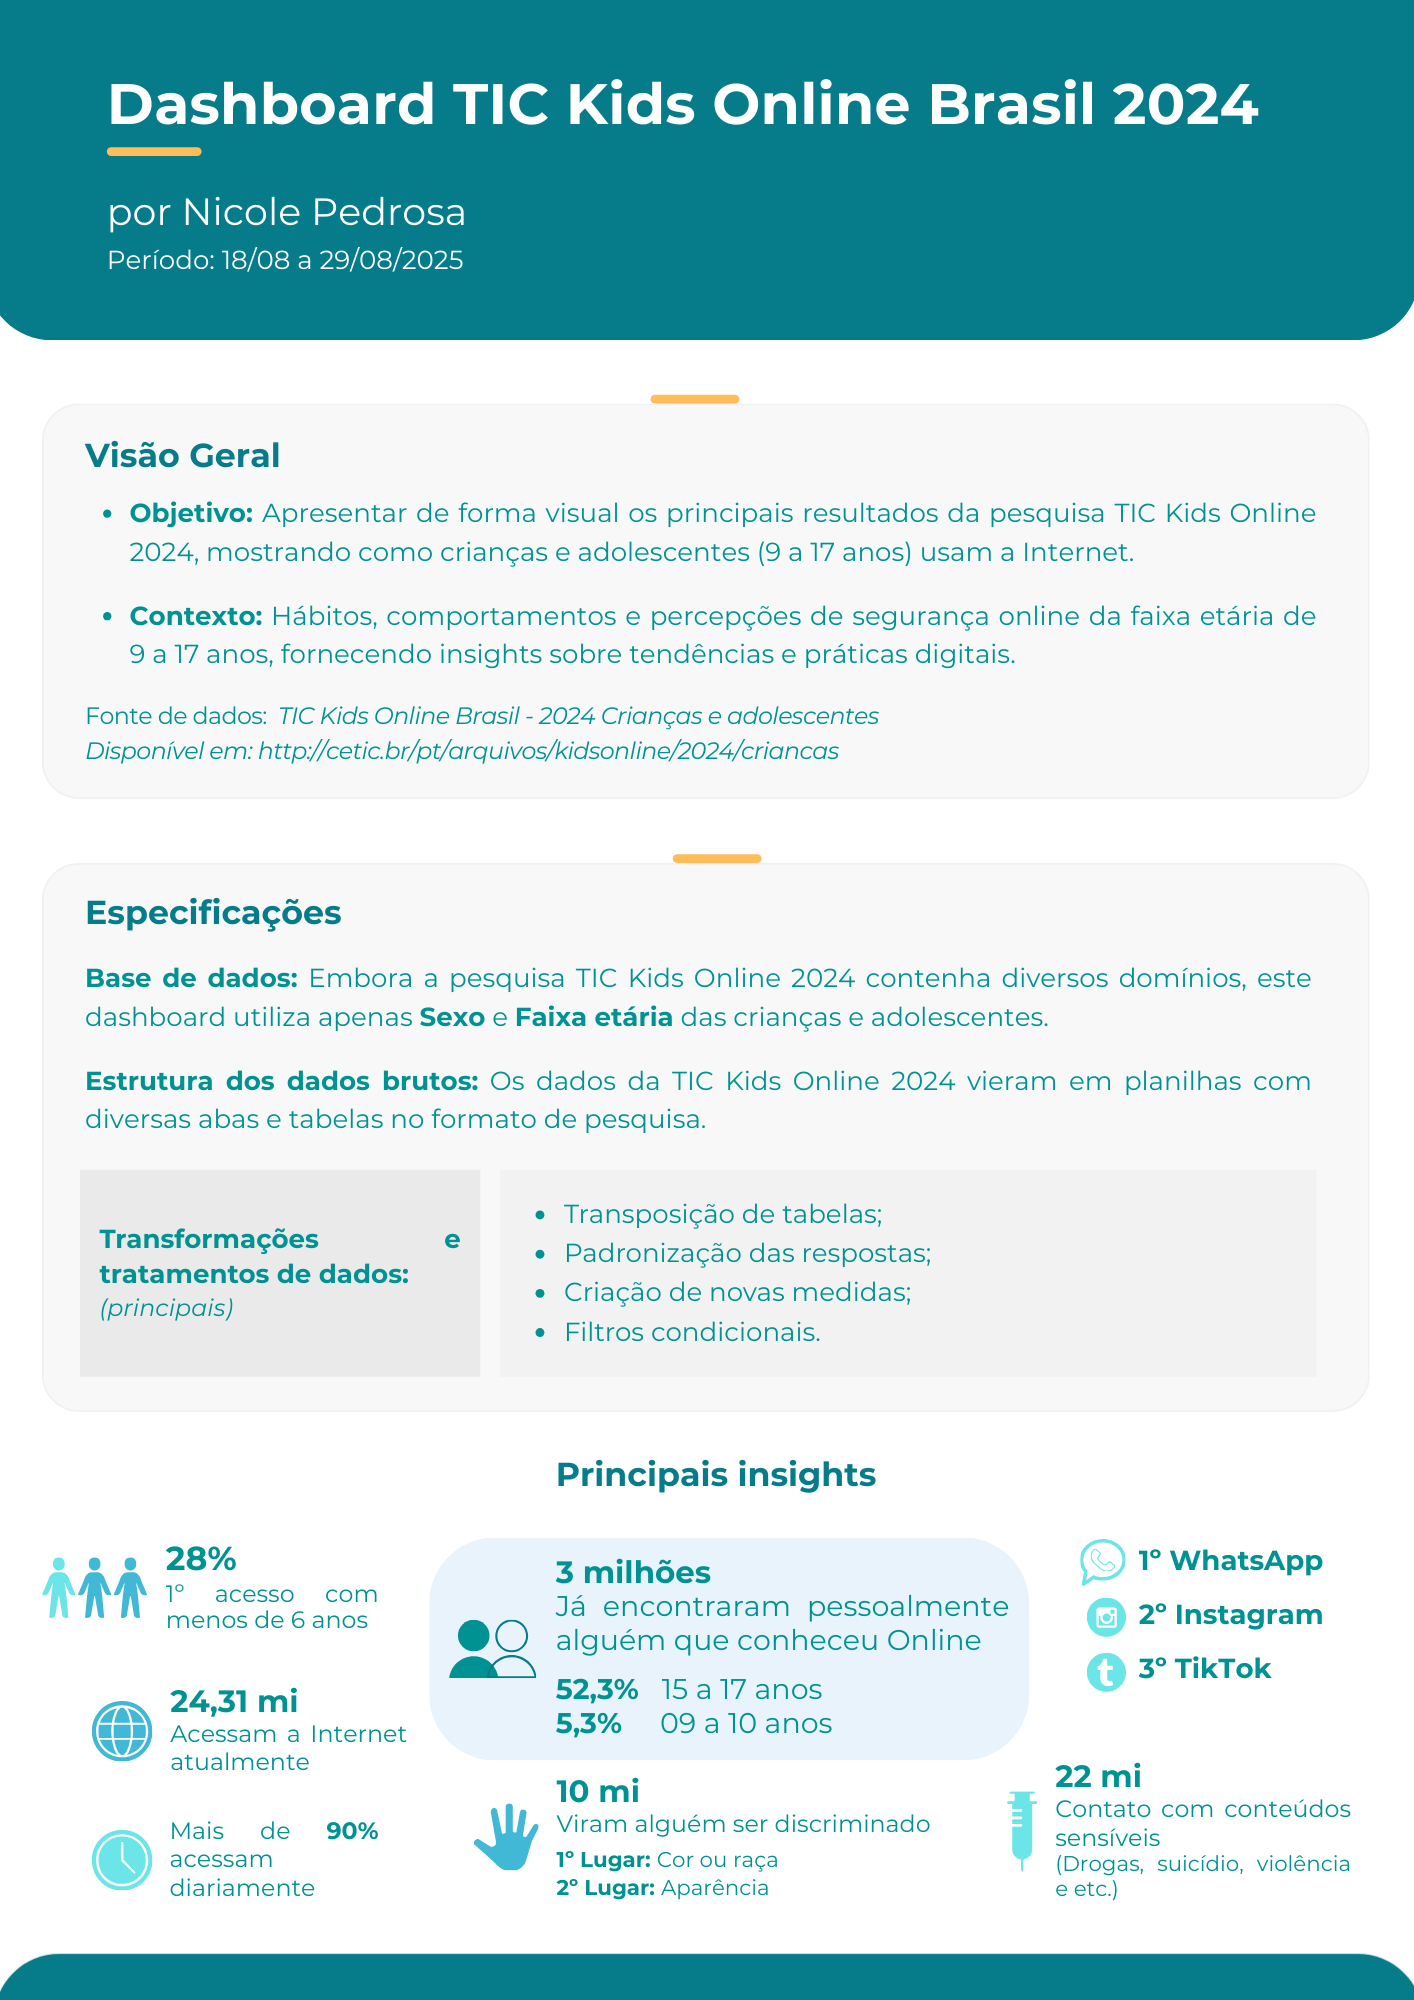 Dashboard TIC Kids Online Brasil 2024
por Nicole Pedrosa
Período: 18/08 a 29/08/2025
Visão Geral
• Objetivo: Apresentar de forma visual os principais resultados da pesquisa TIC Kids Online
2024, mostrando como crianças e adolescentes (9 a 17 anos) usam a Internet.
• Contexto: Hábitos, comportamentos e percepções de segurança online da faixa etária de
9 a 17 anos, fornecendo insights sobre tendências e práticas digitais.
Fonte de dados: TIC Kids Online Brasil - 2024 Crianças e adolescentes
Disponível em: http://cetic.br/pt/arquivos/kidsonline/2024/criancas
Especificações
Base de dados: Embora a pesquisa TIC Kids Online 2024 contenha diversos domínios, este
dashboard utiliza apenas Sexo e Faixa etária das crianças e adolescentes.
Estrutura dos dados brutos: Os dados da TIC Kids Online 2024 vieram em planilhas com
diversas abas e tabelas no formato de pesquisa.
Transformações e
tratamentos de dados:
(principais)
• Transposição de tabelas;
• Padronização das respostas;
• Criação de novas medidas;
• Filtros condicionais.
Principais insights
28%
1º acesso com
menos de 6 anos
24,31 mi
Acessam a Internet
atualmente
Mais de 90%
acessam
diariamente
3 milhões
Já encontraram pessoalmente
alguém que conheceu Online
52,3% 15 a 17 anos
5,3% 09 a 10 anos
10 mi
Viram alguém ser discriminado
1º Lugar: Cor ou raça
2º Lugar: Aparência
1º WhatsApp
2º Instagram
3º TikTok
22 mi
Contato com conteúdos
sensíveis
(Drogas, suicídio, violência
e etc.)